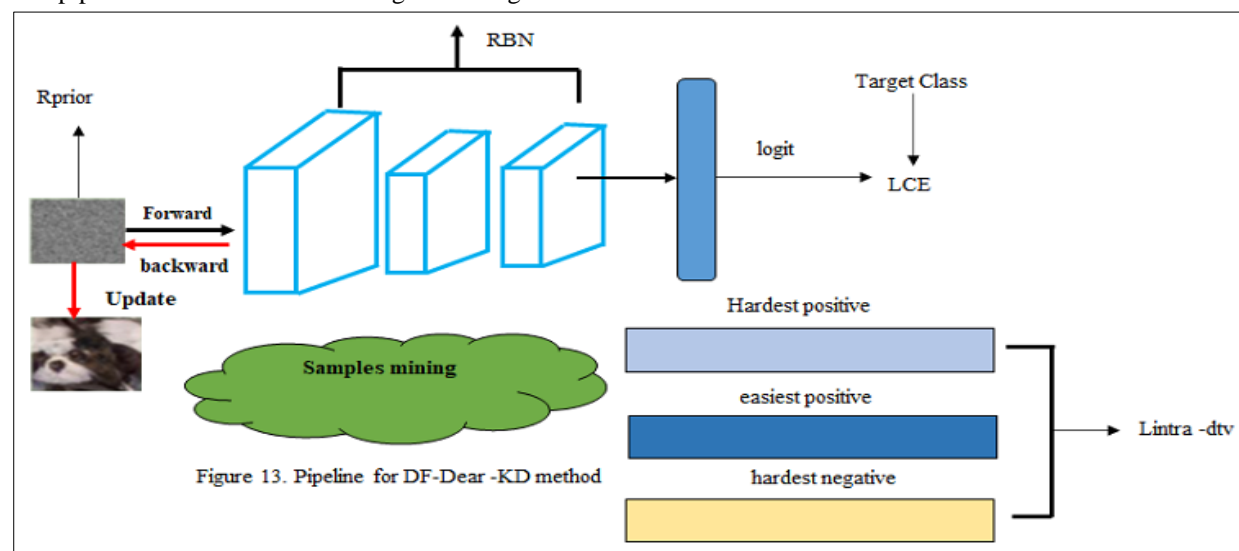 RBN
Target Class
Rprior
logit
LCE
Forward
backward
Update
Hardest positive
Samples mining
easiest positive
Lintra -dtv
Figure 13. Pipeline for DF-Dear -KD method
hardest negative